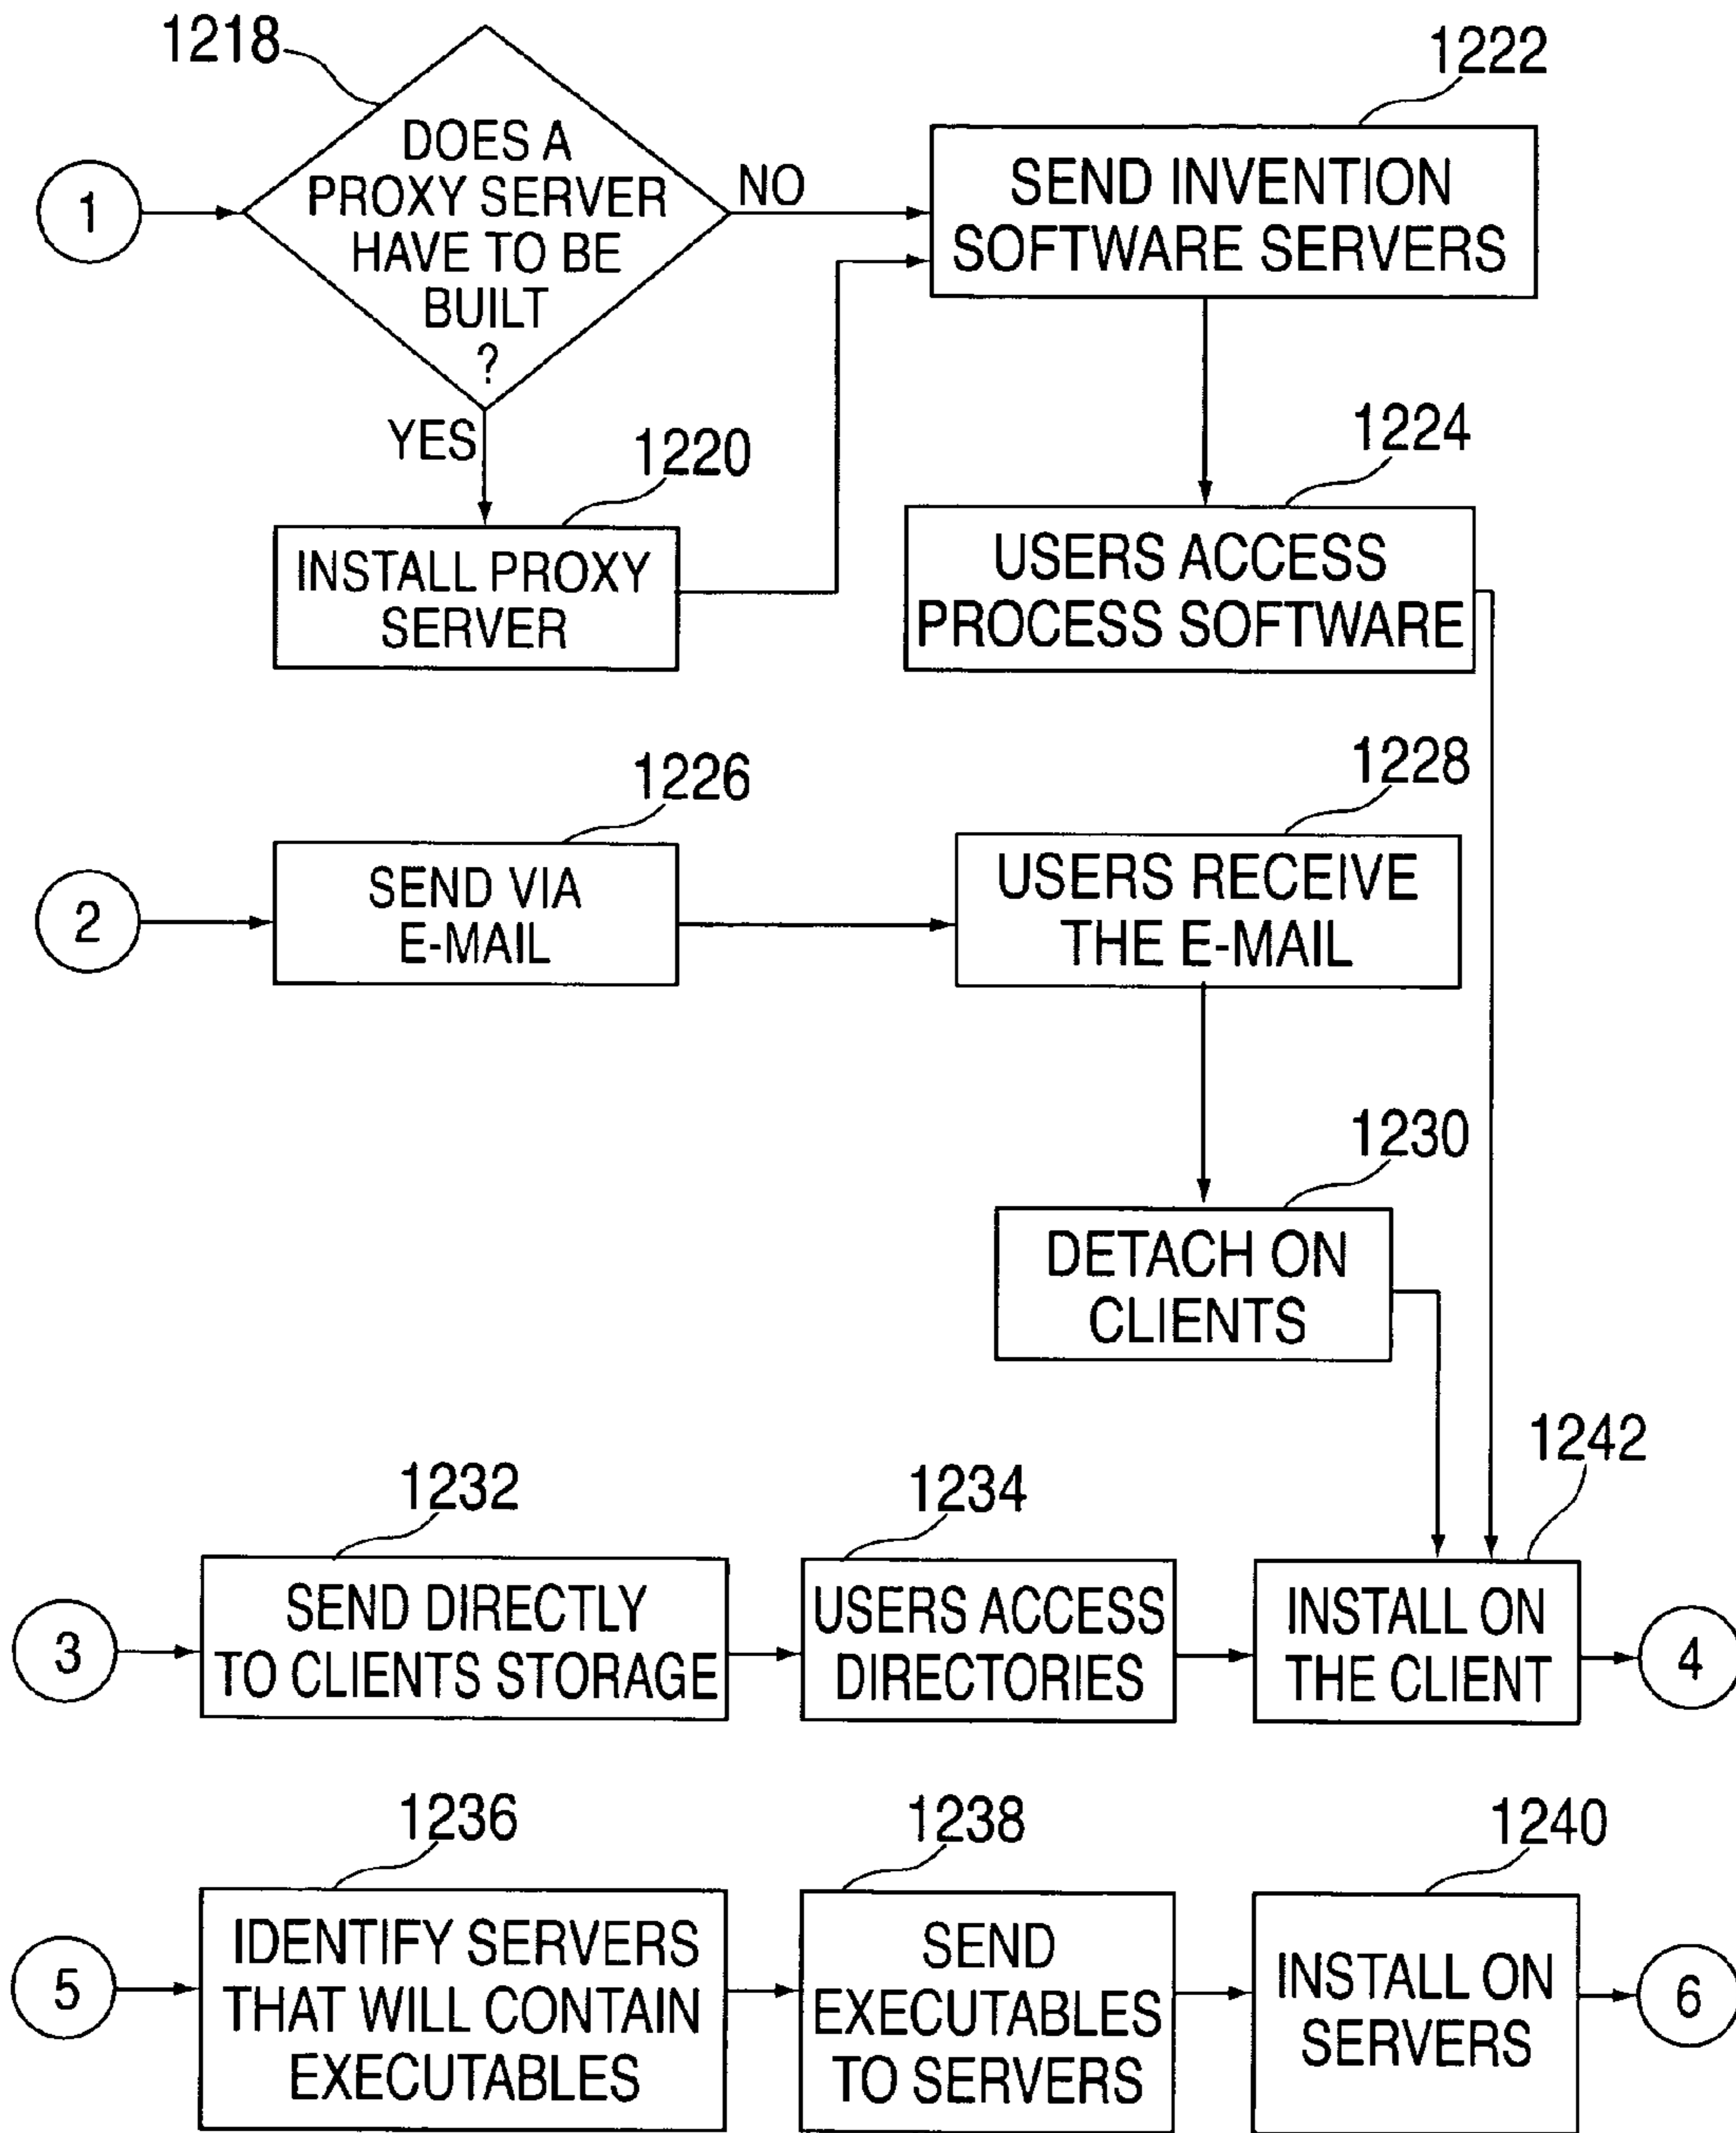 1218
1222
1
DOES A
PROXY SERVER
HAVE TO BE
BUILT
?
NO
SEND INVENTION
SOFTWARE SERVERS
YES
1220
1224
INSTALL PROXY
SERVER
USERS ACCESS
PROCESS SOFTWARE
1226
1228
2
SEND VIA
E-MAIL
USERS RECEIVE
THE E-MAIL
1230
DETACH ON
CLIENTS
1232
1234
1242
3
SEND DIRECTLY
TO CLIENTS STORAGE
USERS ACCESS
DIRECTORIES
INSTALL ON
THE CLIENT
4
1236
1238
1240
5
IDENTIFY SERVERS
THAT WILL CONTAIN
EXECUTABLES
SEND
EXECUTABLES
TO SERVERS
INSTALL ON
SERVERS
6